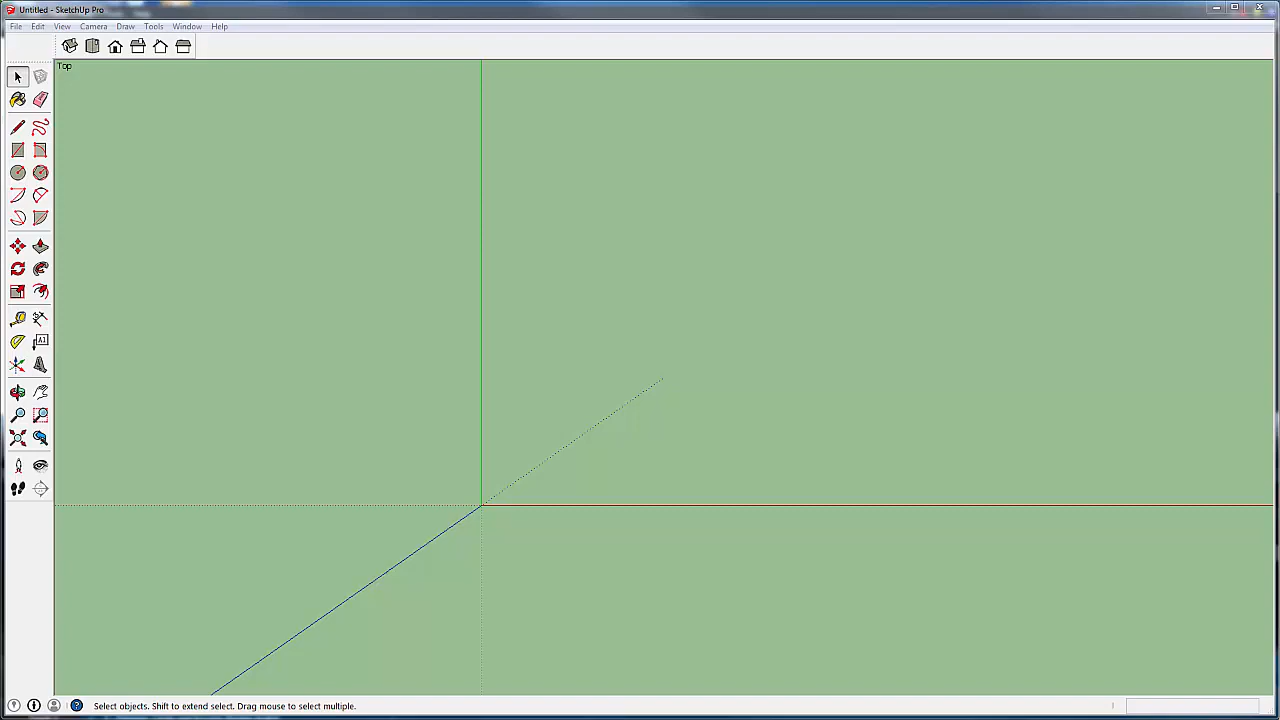 Untitled - SketchUp Pro
File Edit View Camera Draw Tools Window Help
Top
A1
Select objects. Shift to extend select. Drag mouse to select multiple.